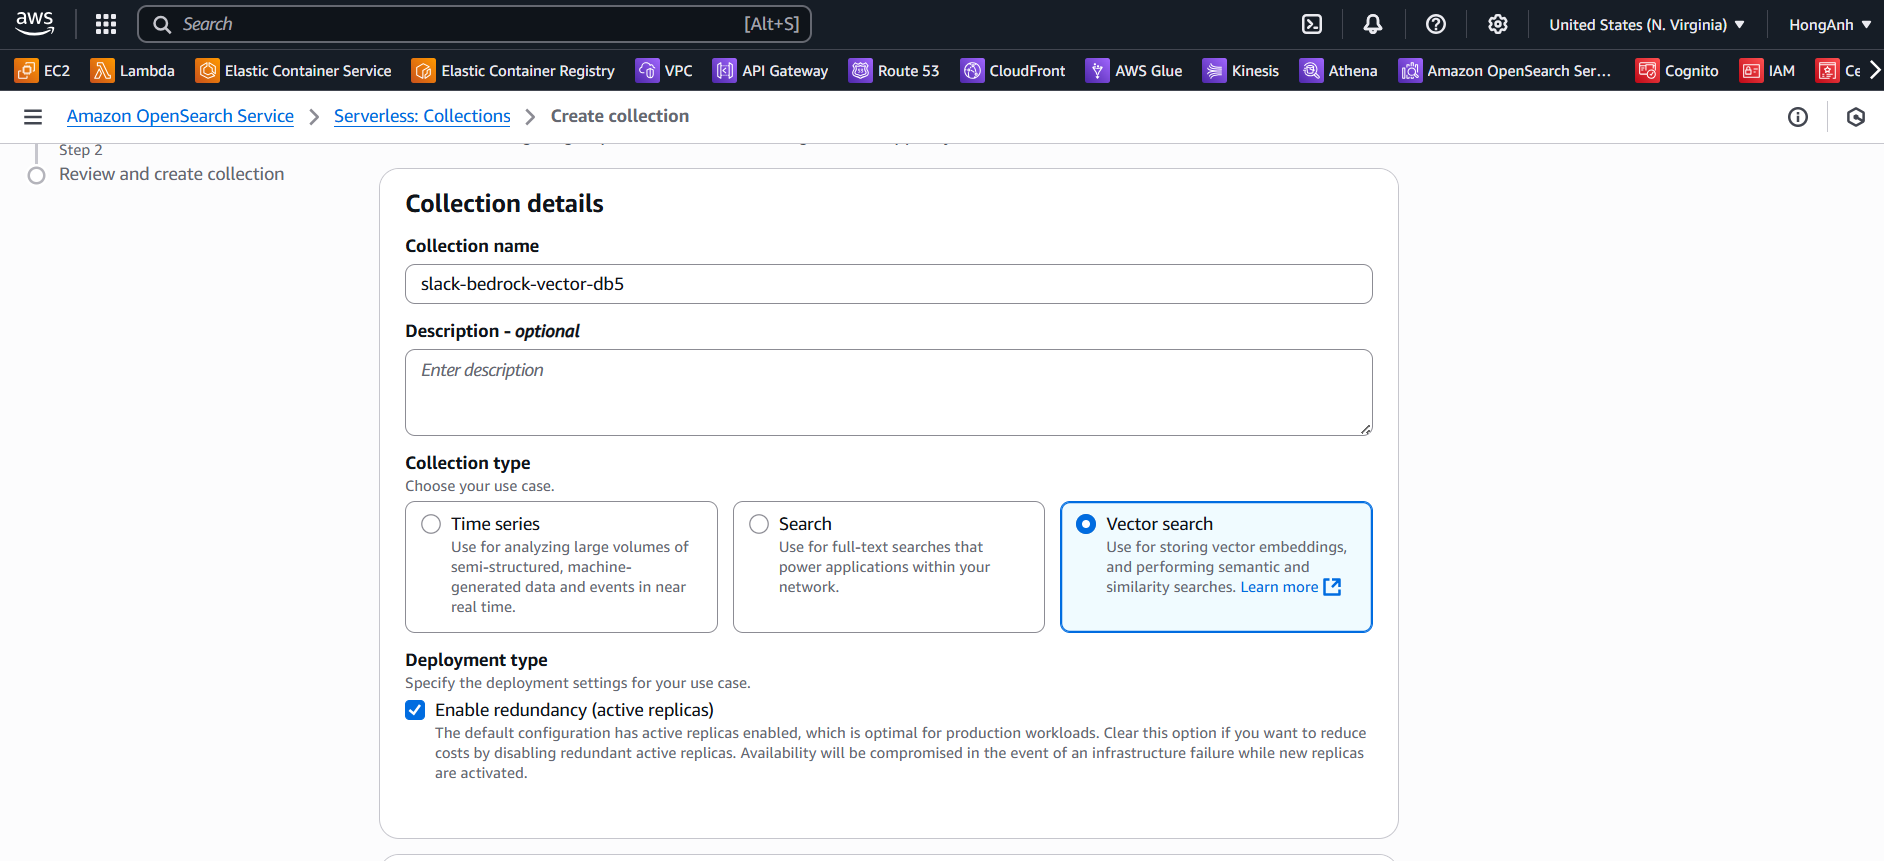 aws
Search [Alt+S]
United States (N. Virginia)
HongAnh
EC2 Lambda Elastic Container Service Elastic Container Registry VPC API Gateway Route 53 CloudFront AWS Glue Kinesis Athena Amazon OpenSearch Ser... Cognito IAM Ce
Amazon OpenSearch Service Serverless: Collections Create collection
Step 2
Review and create collection
Collection details
Collection name
slack-bedrock-vector-db5
Description - optional
Enter description
Collection type
Choose your use case.
Time series
Use for analyzing large volumes of
semi-structured, machine-
generated data and events in near
real time.
Search
Use for full-text searches that
power applications within your
network.
Vector search
Use for storing vector embeddings,
and performing semantic and
similarity searches. Learn more
Deployment type
Specify the deployment settings for your use case.
Enable redundancy (active replicas)
The default configuration has active replicas enabled, which is optimal for production workloads. Clear this option if you want to reduce
costs by disabling redundant active replicas. Availability will be compromised in the event of an infrastructure failure while new replicas
are activated.